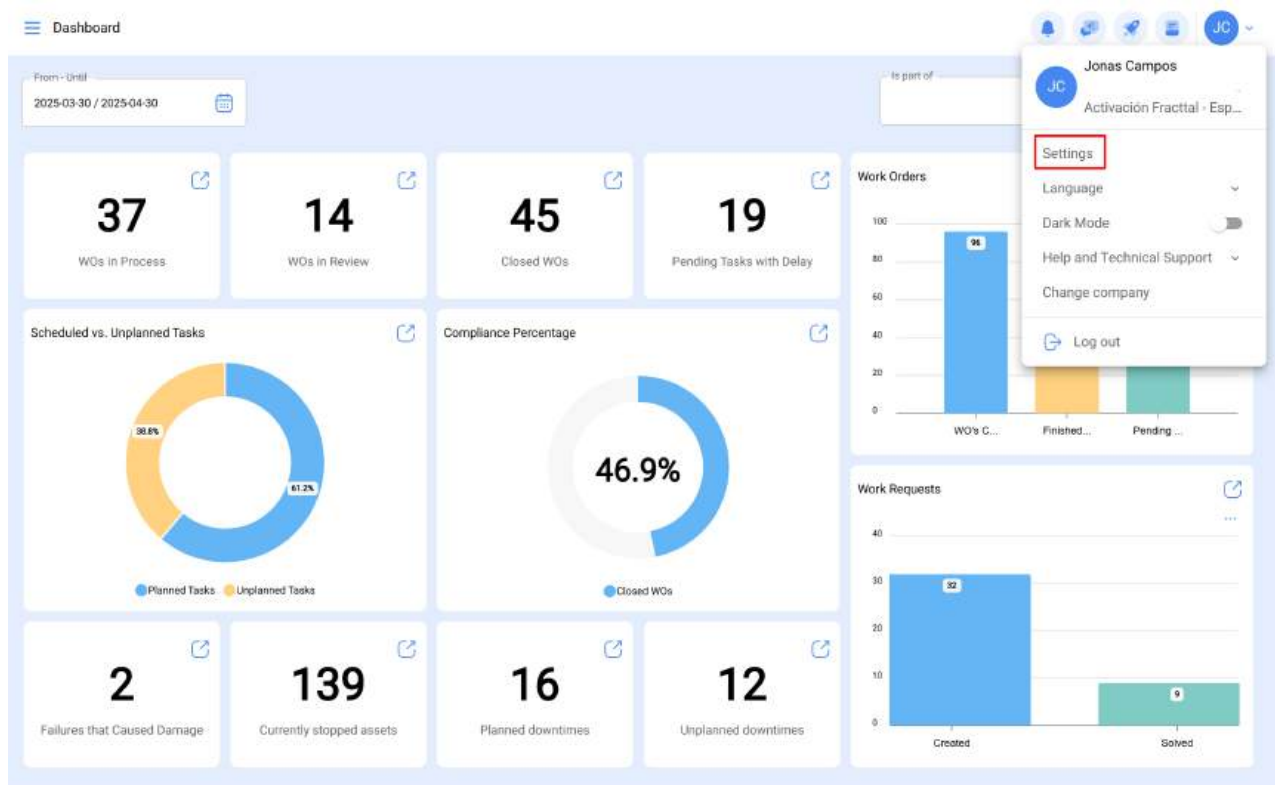 Dashboard
JC
From - Until
2025-03-30 / 2025-04-30
Is part of
JC
Jonas Campos
Activación Fracttal - Esp...
Settings
Language
Dark Mode
Help and Technical Support
Change company
Log out
37
WOs in Process
14
WOs in Review
45
Closed WOs
19
Pending Tasks with Delay
Work Orders
100
80
60
40
20
0
96
WO's C...
Finished...
Pending ...
Scheduled vs. Unplanned Tasks
38.8%
61.2%
Planned Tasks
Unplanned Tasks
Compliance Percentage
46.9%
Closed WOs
Work Requests
...
40
30
20
10
0
32
9
Created
Solved
2
Failures that Caused Damage
139
Currently stopped assets
16
Planned downtimes
12
Unplanned downtimes